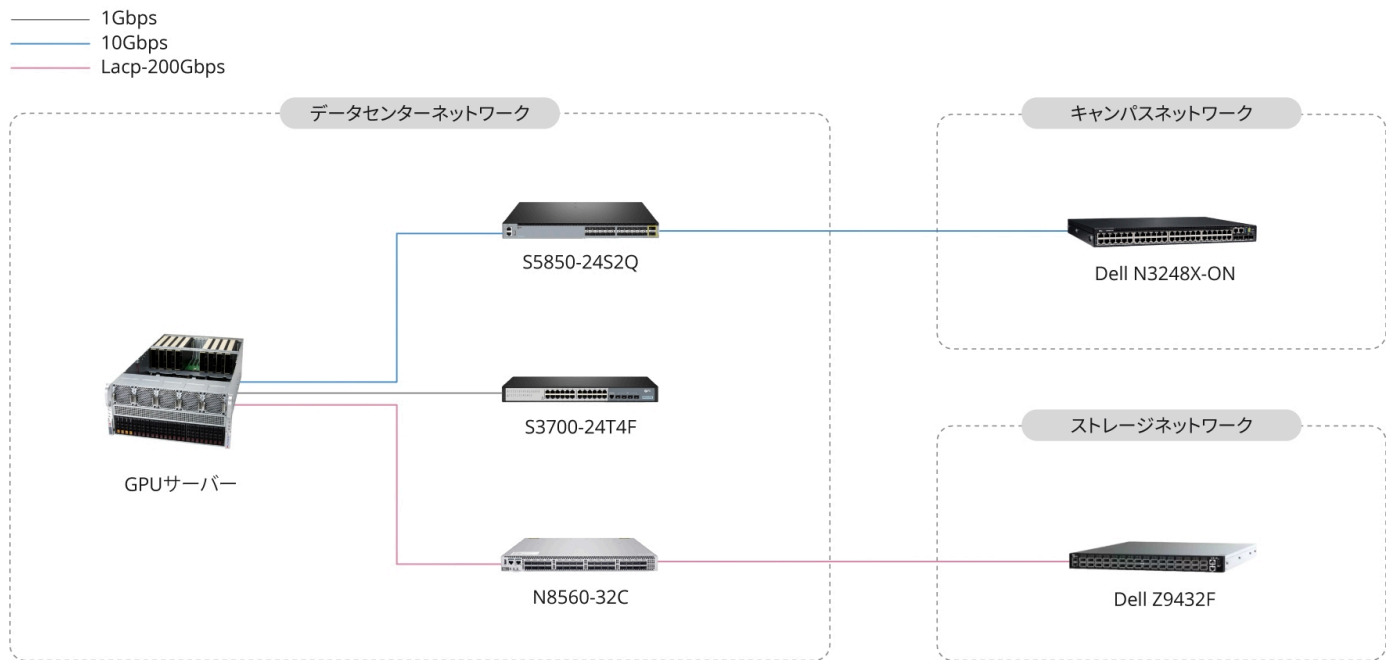 1Gbps
10Gbps
Lacp-200Gbps
データセンターネットワーク
キャンパスネットワーク
S5850-24S2Q
Dell N3248X-ON
S3700-24T4F
ストレージネットワーク
GPUサーバー
N8560-32C
Dell Z9432F